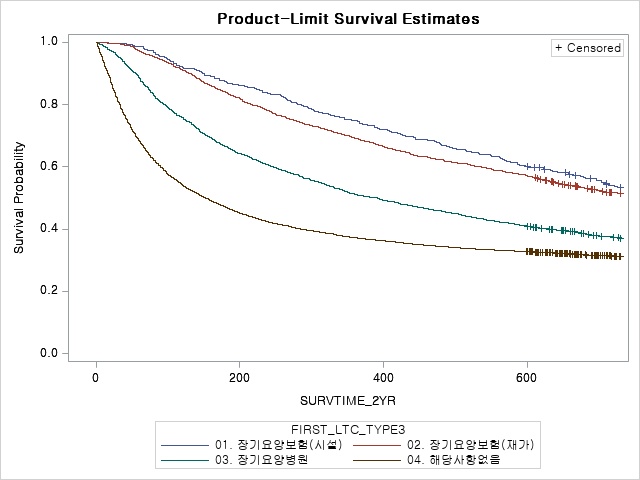 Product-Limit Survival Estimates
+ Censored
1.0
0.8
0.6
0.4
0.2
0.0
Survival Probability
0 200 400 600
SURVTIME_2YR
FIRST_LTC_TYPE3
01. 장기요양보험(시설) 02. 장기요양보험(재가)
03. 장기요양병원 04. 해당사항없음